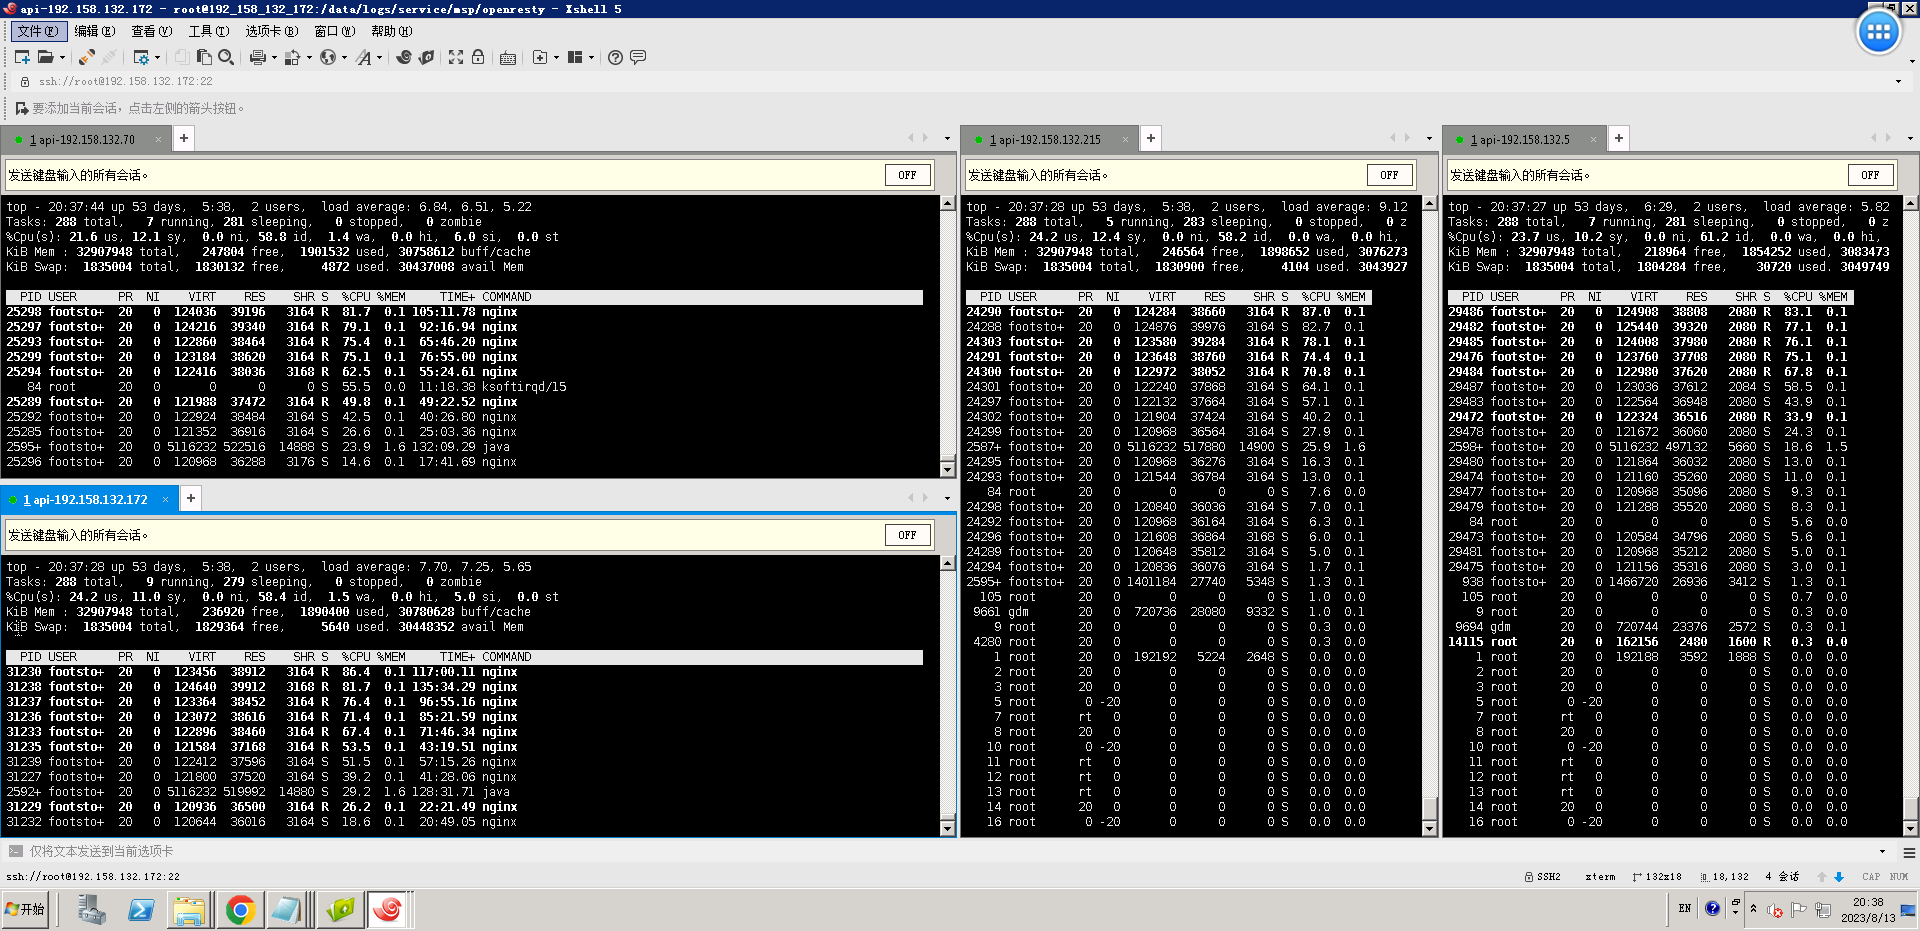 api-192.158.132.172 - root@192_158_132_172:/data/logs/service/msp/openresty - Xshell 5
文件(F) 编辑(E) 查看(V) 工具(T) 选项卡(B) 窗口(W) 帮助(H)
ssh://root@192.158.132.172:22
要添加当前会话，点击左侧的箭头按钮。
1 api-192.158.132.70 × +
发送键盘输入的所有会话。 OFF
top - 20:37:44 up 53 days,  5:38,  2 users,  load average: 6.84, 6.51, 5.22
Tasks: 288 total,   7 running, 281 sleeping,   0 stopped,   0 zombie
%Cpu(s): 21.6 us, 12.1 sy,  0.0 ni, 58.8 id,  1.4 wa,  0.0 hi,  6.0 si,  0.0 st
KiB Mem : 32907948 total,   247804 free,  1901532 used, 30758612 buff/cache
KiB Swap:  1835004 total,  1830132 free,     4872 used. 30437008 avail Mem
PID USER PR NI VIRT RES SHR S %CPU %MEM TIME+ COMMAND
25298 footsto+ 20 0 124036 39196 3164 R 81.7 0.1 105:11.78 nginx
25297 footsto+ 20 0 124216 39340 3164 R 79.1 0.1 92:16.94 nginx
25293 footsto+ 20 0 122860 38464 3164 R 75.4 0.1 65:46.20 nginx
25299 footsto+ 20 0 123184 38620 3164 R 75.1 0.1 76:55.00 nginx
25294 footsto+ 20 0 122416 38036 3168 R 62.5 0.1 55:24.61 nginx
84 root 20 0 0 0 0 S 55.5 0.0 11:18.38 ksoftirqd/15
25289 footsto+ 20 0 121988 37472 3164 R 49.8 0.1 49:22.52 nginx
25292 footsto+ 20 0 122924 38484 3164 S 42.5 0.1 40:26.80 nginx
25285 footsto+ 20 0 121352 36916 3164 S 26.6 0.1 25:03.36 nginx
2595+ footsto+ 20 0 5116232 522516 14888 S 23.9 1.6 132:09.29 java
25296 footsto+ 20 0 120968 36288 3176 S 14.6 0.1 17:41.69 nginx
1 api-192.158.132.172 × +
发送键盘输入的所有会话。 OFF
top - 20:37:28 up 53 days,  5:38,  2 users,  load average: 7.70, 7.25, 5.65
Tasks: 288 total,   9 running, 279 sleeping,   0 stopped,   0 zombie
%Cpu(s): 24.2 us, 11.0 sy,  0.0 ni, 58.4 id,  1.5 wa,  0.0 hi,  5.0 si,  0.0 st
KiB Mem : 32907948 total,   236920 free,  1890400 used, 30780628 buff/cache
KiB Swap:  1835004 total,  1829364 free,     5640 used. 30448352 avail Mem
PID USER PR NI VIRT RES SHR S %CPU %MEM TIME+ COMMAND
31230 footsto+ 20 0 123456 38912 3164 R 86.4 0.1 117:00.11 nginx
31238 footsto+ 20 0 124640 39912 3168 R 81.7 0.1 135:34.29 nginx
31237 footsto+ 20 0 123364 38452 3164 R 76.4 0.1 96:55.16 nginx
31236 footsto+ 20 0 123072 38616 3164 R 71.4 0.1 85:21.59 nginx
31233 footsto+ 20 0 122896 38460 3164 R 67.4 0.1 71:46.34 nginx
31235 footsto+ 20 0 121584 37168 3164 R 53.5 0.1 43:19.51 nginx
31239 footsto+ 20 0 122412 37596 3164 S 51.5 0.1 57:15.26 nginx
31227 footsto+ 20 0 121800 37520 3164 S 39.2 0.1 41:28.06 nginx
2592+ footsto+ 20 0 5116232 519992 14880 S 29.2 1.6 128:31.71 java
31229 footsto+ 20 0 120936 36500 3164 R 26.2 0.1 22:21.49 nginx
31232 footsto+ 20 0 120644 36016 3164 S 18.6 0.1 20:49.05 nginx
1 api-192.158.132.215 × +
发送键盘输入的所有会话。 OFF
top - 20:37:28 up 53 days,  5:38,  2 users,  load average: 9.12
Tasks: 288 total,   5 running, 283 sleeping,   0 stopped,   0 z
%Cpu(s): 24.2 us, 12.4 sy,  0.0 ni, 58.2 id,  0.0 wa,  0.0 hi,
KiB Mem : 32907948 total,   246564 free,  1898652 used, 3076273
KiB Swap:  1835004 total,  1830900 free,     4104 used. 3043927
PID USER PR NI VIRT RES SHR S %CPU %MEM
24290 footsto+ 20 0 124284 38660 3164 R 87.0 0.1
24288 footsto+ 20 0 124876 39976 3164 S 82.7 0.1
24303 footsto+ 20 0 123580 39284 3164 R 78.1 0.1
24291 footsto+ 20 0 123648 38760 3164 R 74.4 0.1
24300 footsto+ 20 0 122972 38052 3164 R 70.8 0.1
24301 footsto+ 20 0 122240 37868 3164 S 64.1 0.1
24297 footsto+ 20 0 122132 37664 3164 S 57.1 0.1
24302 footsto+ 20 0 121904 37424 3164 S 40.2 0.1
24299 footsto+ 20 0 120968 36564 3164 S 27.9 0.1
2587+ footsto+ 20 0 5116232 517880 14900 S 25.9 1.6
24295 footsto+ 20 0 120968 36276 3164 S 16.3 0.1
24293 footsto+ 20 0 121544 36784 3164 S 13.0 0.1
84 root 20 0 0 0 0 S 7.6 0.0
24298 footsto+ 20 0 120840 36036 3164 S 7.0 0.1
24292 footsto+ 20 0 120968 36164 3164 S 6.3 0.1
24296 footsto+ 20 0 121608 36864 3168 S 6.0 0.1
24289 footsto+ 20 0 120648 35812 3164 S 5.0 0.1
24294 footsto+ 20 0 120836 36076 3164 S 1.7 0.1
2595+ footsto+ 20 0 1401184 27740 5348 S 1.3 0.1
105 root 20 0 0 0 0 S 1.0 0.0
9661 gdm 20 0 720736 28080 9332 S 1.0 0.1
9 root 20 0 0 0 0 S 0.3 0.0
4280 root 20 0 0 0 0 S 0.3 0.0
1 root 20 0 192192 5224 2648 S 0.0 0.0
2 root 20 0 0 0 0 S 0.0 0.0
3 root 20 0 0 0 0 S 0.0 0.0
5 root 0 -20 0 0 0 S 0.0 0.0
7 root rt 0 0 0 0 S 0.0 0.0
8 root 20 0 0 0 0 S 0.0 0.0
10 root 0 -20 0 0 0 S 0.0 0.0
11 root rt 0 0 0 0 S 0.0 0.0
12 root rt 0 0 0 0 S 0.0 0.0
13 root rt 0 0 0 0 S 0.0 0.0
14 root 20 0 0 0 0 S 0.0 0.0
16 root 0 -20 0 0 0 S 0.0 0.0
1 api-192.158.132.5 × +
发送键盘输入的所有会话。 OFF
top - 20:37:27 up 53 days,  6:29,  2 users,  load average: 5.82
Tasks: 288 total,   7 running, 281 sleeping,   0 stopped,   0 z
%Cpu(s): 23.7 us, 10.2 sy,  0.0 ni, 61.2 id,  0.0 wa,  0.0 hi,
KiB Mem : 32907948 total,   218964 free,  1854252 used, 3083473
KiB Swap:  1835004 total,  1804284 free,    30720 used. 3049749
PID USER PR NI VIRT RES SHR S %CPU %MEM
29486 footsto+ 20 0 124908 38808 2080 R 83.1 0.1
29482 footsto+ 20 0 125440 39320 2080 R 77.1 0.1
29485 footsto+ 20 0 124008 37980 2080 R 76.1 0.1
29476 footsto+ 20 0 123760 37708 2080 R 75.1 0.1
29484 footsto+ 20 0 122980 37620 2080 R 67.8 0.1
29487 footsto+ 20 0 123036 37612 2084 S 58.5 0.1
29483 footsto+ 20 0 122564 36948 2080 S 43.9 0.1
29472 footsto+ 20 0 122324 36516 2080 R 33.9 0.1
29478 footsto+ 20 0 121672 36060 2080 S 24.3 0.1
2598+ footsto+ 20 0 5116232 497132 5660 S 18.6 1.5
29480 footsto+ 20 0 121864 36032 2080 S 13.0 0.1
29474 footsto+ 20 0 121160 35260 2080 S 11.0 0.1
29477 footsto+ 20 0 120968 35096 2080 S 9.3 0.1
29479 footsto+ 20 0 121288 35520 2080 S 8.3 0.1
84 root 20 0 0 0 0 S 5.6 0.0
29473 footsto+ 20 0 120584 34796 2080 S 5.6 0.1
29481 footsto+ 20 0 120968 35212 2080 S 5.0 0.1
29475 footsto+ 20 0 121156 35316 2080 S 3.0 0.1
938 footsto+ 20 0 1466720 26936 3412 S 1.3 0.1
105 root 20 0 0 0 0 S 0.7 0.0
9 root 20 0 0 0 0 S 0.3 0.0
9694 gdm 20 0 720744 23376 2572 S 0.3 0.1
14115 root 20 0 162156 2480 1600 R 0.3 0.0
1 root 20 0 192188 3592 1888 S 0.0 0.0
2 root 20 0 0 0 0 S 0.0 0.0
3 root 20 0 0 0 0 S 0.0 0.0
5 root 0 -20 0 0 0 S 0.0 0.0
7 root rt 0 0 0 0 S 0.0 0.0
8 root 20 0 0 0 0 S 0.0 0.0
10 root 0 -20 0 0 0 S 0.0 0.0
11 root rt 0 0 0 0 S 0.0 0.0
12 root rt 0 0 0 0 S 0.0 0.0
13 root rt 0 0 0 0 S 0.0 0.0
14 root 20 0 0 0 0 S 0.0 0.0
16 root 0 -20 0 0 0 S 0.0 0.0
仅将文本发送到当前选项卡
ssh://root@192.158.132.172:22 SSH2 xterm 132x18 18,132 4 会话 CAP NUM
开始 EN 20:38
2023/8/13